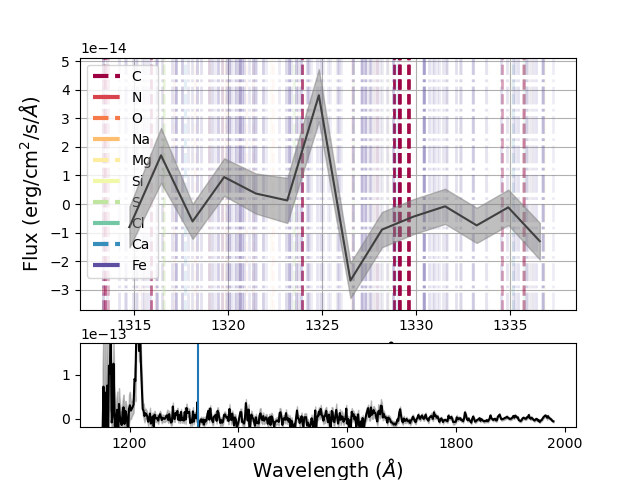 1e−14
5
4
3
2
1
0
−1
−2
−3
Flux (erg/cm²/s/Å)
C
N
O
Na
Mg
Si
S
Cl
Ca
Fe
1315 1320 1325 1330 1335
1e−13
1
0
1200 1400 1600 1800 2000
Wavelength (Å)